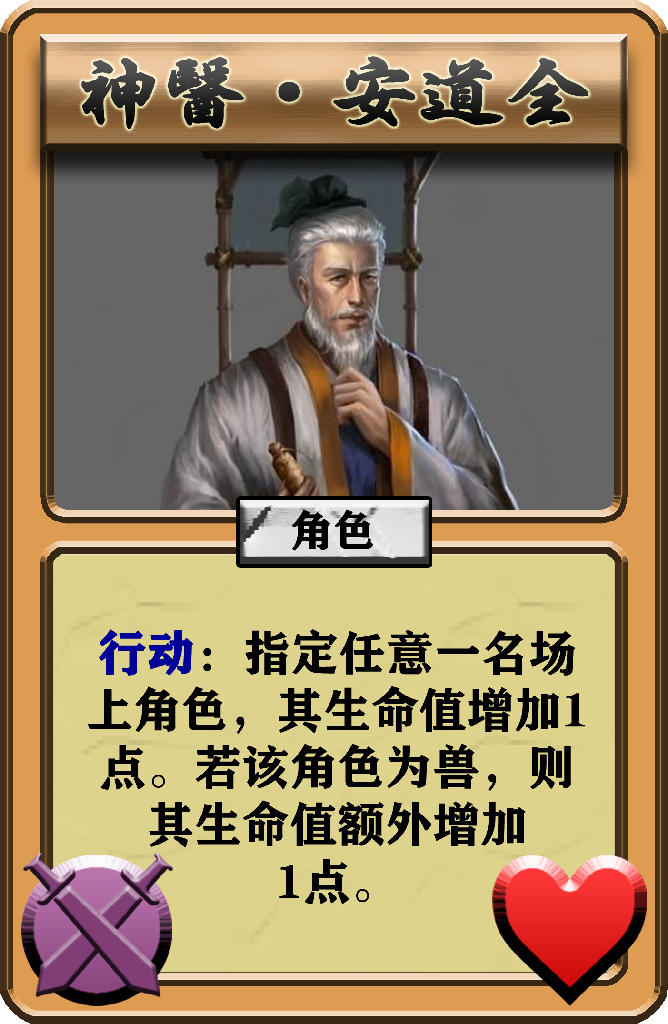 神醫·安道全
角色
行动：指定任意一名场
上角色，其生命值增加1
点。若该角色为兽，则
其生命值额外增加
1点。